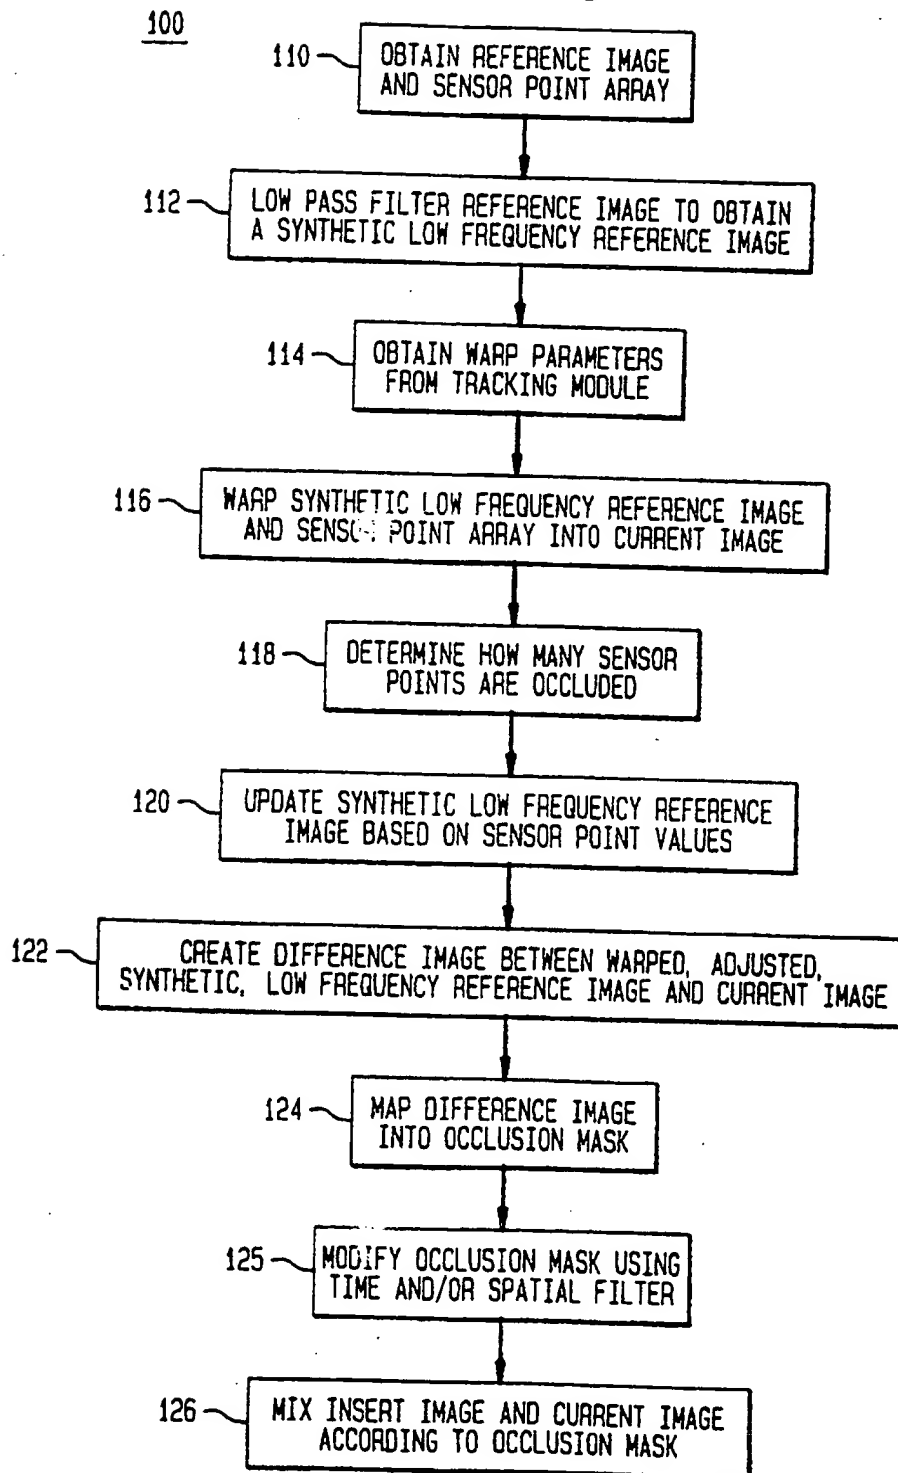 100
110
OBTAIN REFERENCE IMAGE
AND SENSOR POINT ARRAY
112
LOW PASS FILTER REFERENCE IMAGE TO OBTAIN
A SYNTHETIC LOW FREQUENCY REFERENCE IMAGE
114
OBTAIN WARP PARAMETERS
FROM TRACKING MODULE
116
WARP SYNTHETIC LOW FREQUENCY REFERENCE IMAGE
AND SENSOR POINT ARRAY INTO CURRENT IMAGE
118
DETERMINE HOW MANY SENSOR
POINTS ARE OCCLUDED
120
UPDATE SYNTHETIC LOW FREQUENCY REFERENCE
IMAGE BASED ON SENSOR POINT VALUES
122
CREATE DIFFERENCE IMAGE BETWEEN WARPED, ADJUSTED,
SYNTHETIC, LOW FREQUENCY REFERENCE IMAGE AND CURRENT IMAGE
124
MAP DIFFERENCE IMAGE
INTO OCCLUSION MASK
125
MODIFY OCCLUSION MASK USING
TIME AND/OR SPATIAL FILTER
126
MIX INSERT IMAGE AND CURRENT IMAGE
ACCORDING TO OCCLUSION MASK